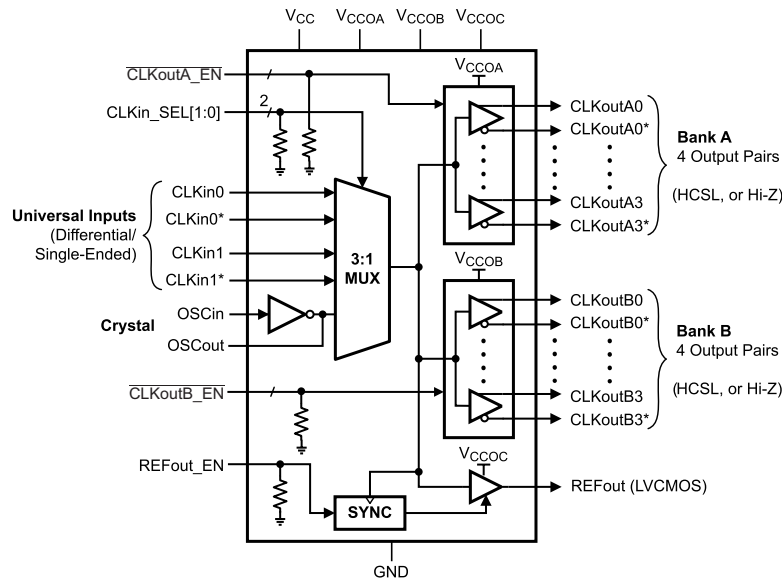 VCC VCCOA VCCOB VCCOC
CLKoutA_EN
VCCOA
CLKoutA0
2
CLKin_SEL[1:0]
CLKoutA0*
Bank A
4 Output Pairs
(HCSL, or Hi-Z)
CLKoutA3
CLKoutA3*
Universal Inputs
(Differential/
Single-Ended)
CLKin0
CLKin0*
CLKin1
CLKin1*
3:1
MUX
VCCOB
Crystal
OSCin
OSCout
CLKoutB0
CLKoutB0*
Bank B
4 Output Pairs
(HCSL, or Hi-Z)
CLKoutB3
CLKoutB3*
CLKoutB_EN
REFout_EN
VCCOC
SYNC
REFout (LVCMOS)
GND